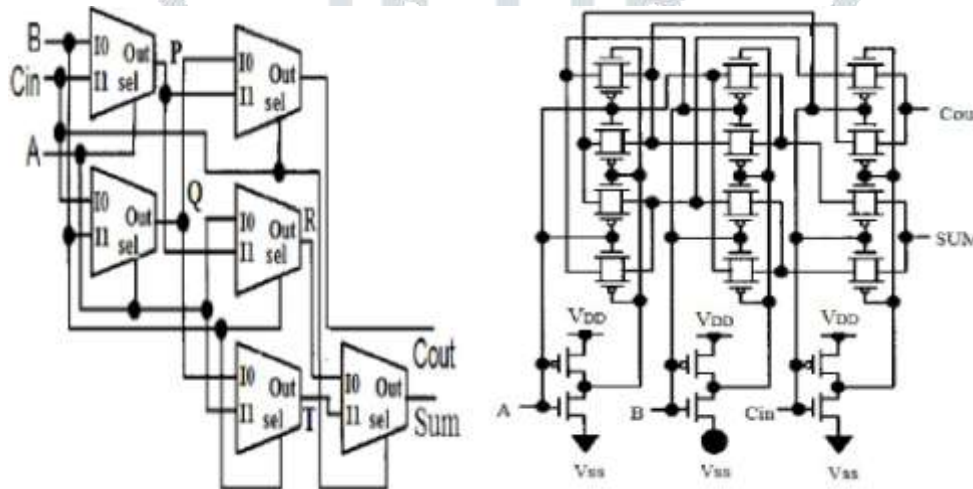 B
Cin
A
I0
I1
Out
sel
P
I0
I1
Out
sel
I0
I1
Out
sel
Q
I0
I1
Out
sel
R
I0
I1
Out
sel
T
I0
I1
Out
sel
Cout
Sum
Cou
SUM
VDD
VDD
VDD
A
B
Cin
Vss
Vss
Vss